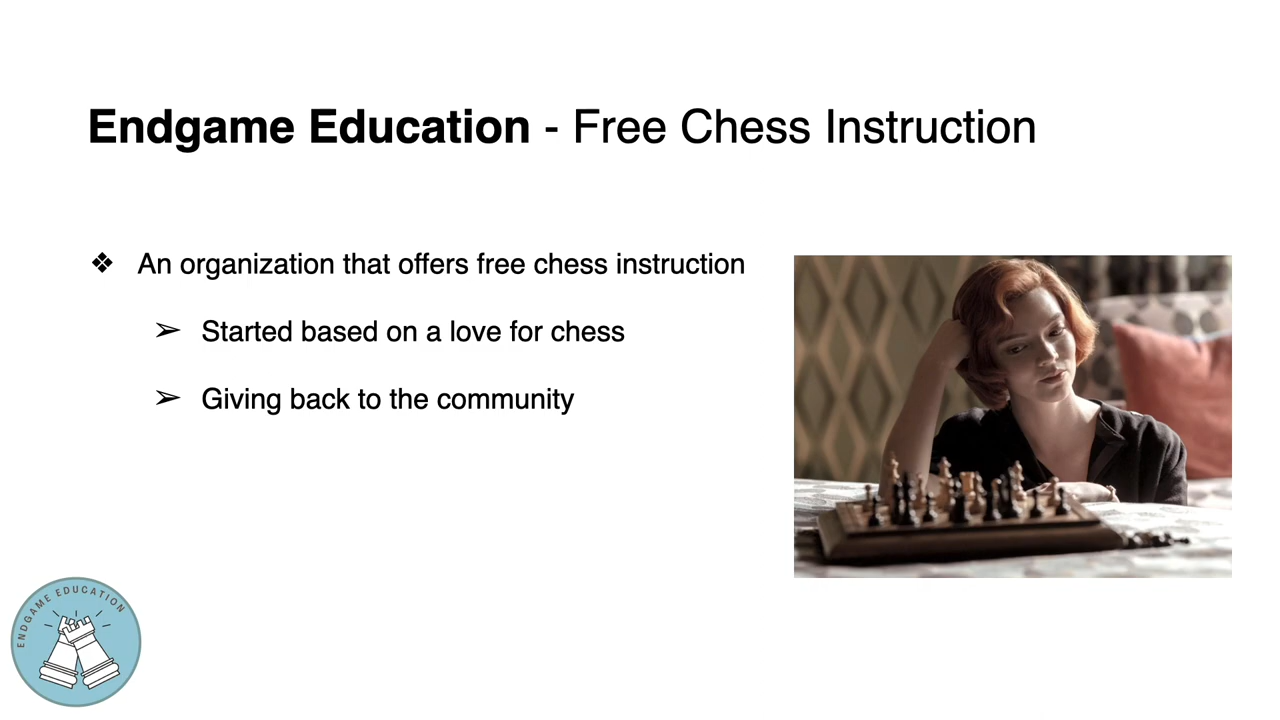 Endgame Education - Free Chess Instruction
❖ An organization that offers free chess instruction
➢ Started based on a love for chess
➢ Giving back to the community
ENDGAME EDUCATION